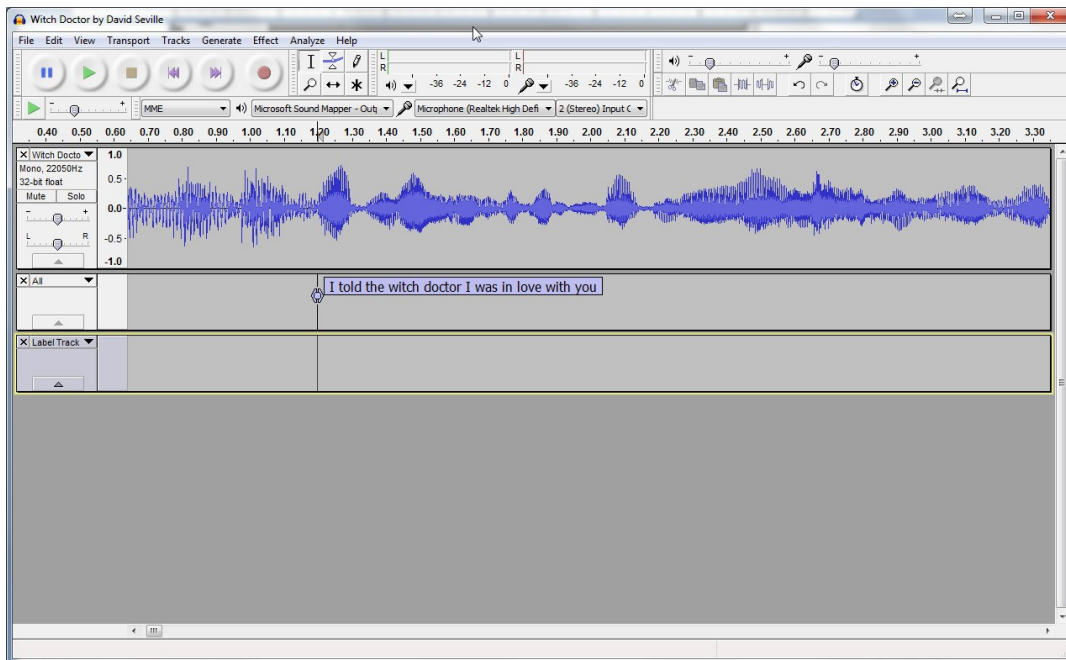 Witch Doctor by David Seville
File Edit View Transport Tracks Generate Effect Analyze Help
L
R
L
R
-36 -24 -12 0 -36 -24 -12 0
MME Microsoft Sound Mapper - Outp Microphone (Realtek High Defi 2 (Stereo) Input C
0.40 0.50 0.60 0.70 0.80 0.90 1.00 1.10 1.20 1.30 1.40 1.50 1.60 1.70 1.80 1.90 2.00 2.10 2.20 2.30 2.40 2.50 2.60 2.70 2.80 2.90 3.00 3.10 3.20 3.30
X Witch Docto 1.0
Mono, 22050Hz
32-bit float 0.5
Mute Solo
- + 0.0
L R -0.5
-1.0
X All
I told the witch doctor I was in love with you
X Label Track